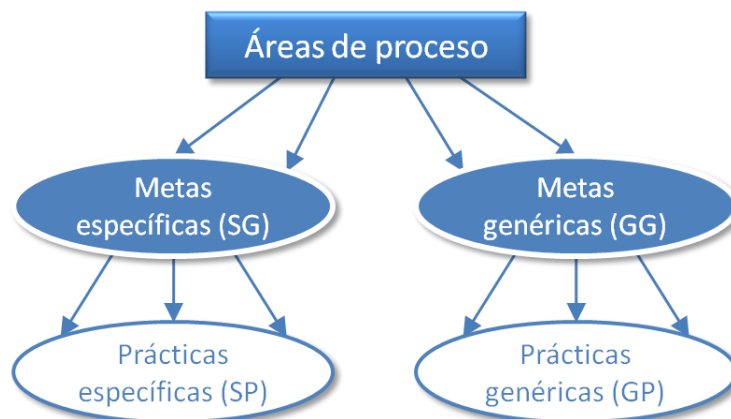 Áreas de proceso
Metas
específicas (SG)
Metas
genéricas (GG)
Prácticas
específicas (SP)
Prácticas
genéricas (GP)